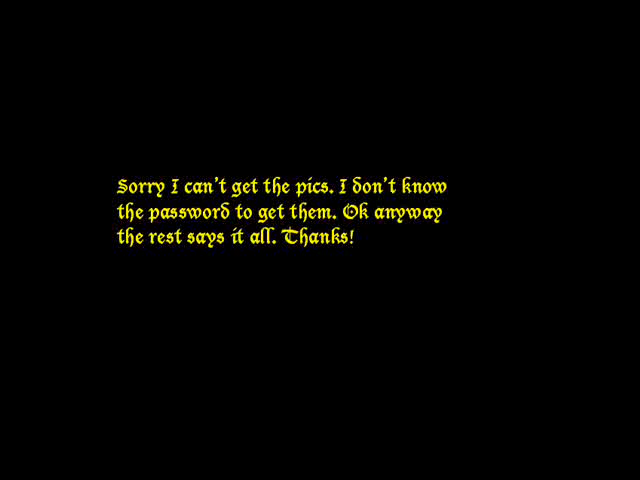 Sorry I can't get the pics. I don't know
the password to get them. Ok anyway
the rest says it all. Thanks!